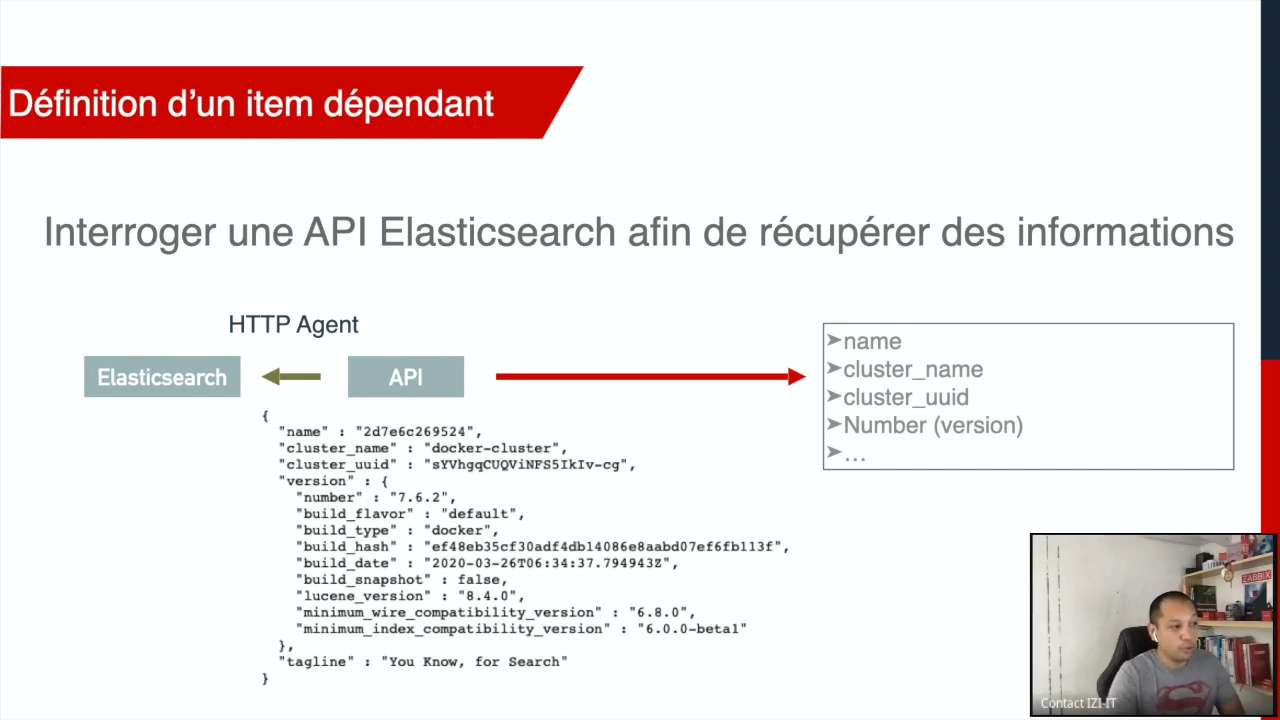 Définition d'un item dépendant
Interroger une API Elasticsearch afin de récupérer des informations
HTTP Agent
Elasticsearch
API
➤name
➤cluster_name
➤cluster_uuid
➤Number (version)
➤...
{
"name" : "2d7e6c269524",
"cluster_name" : "docker-cluster",
"cluster_uuid" : "sYVhgqCUQViNFS5IkIv-cg",
"version" : {
"number" : "7.6.2",
"build_flavor" : "default",
"build_type" : "docker",
"build_hash" : "ef48eb35cf30adf4db14086e8aabd07ef6fb113f",
"build_date" : "2020-03-26T06:34:37.794943Z",
"build_snapshot" : false,
"lucene_version" : "8.4.0",
"minimum_wire_compatibility_version" : "6.8.0",
"minimum_index_compatibility_version" : "6.0.0-beta1"
},
"tagline" : "You Know, for Search"
}
ZABBIX
Contact IZI-IT